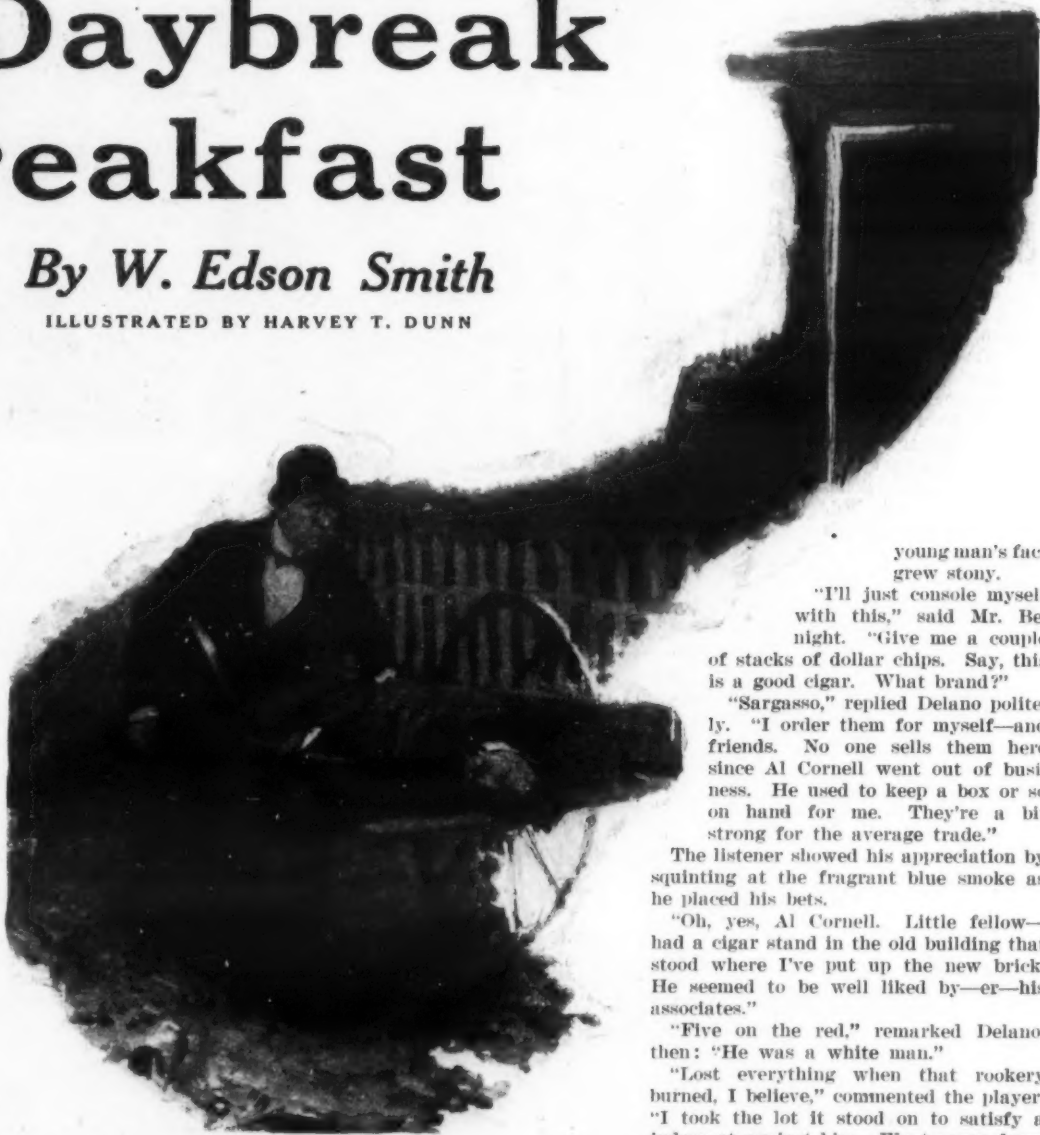 Daybreak
reakfast
By W. Edson Smith
ILLUSTRATED BY HARVEY T. DUNN
young man's fac
grew stony.
"I'll just console mysel
with this," said Mr. Be
night. "Give me a coupl
of stacks of dollar chips. Say, thi
is a good cigar. What brand?"
"Sargasso," replied Delano polite
ly. "I order them for myself—and
friends. No one sells them here
since Al Cornell went out of busi
ness. He used to keep a box or so
on hand for me. They're a bi
strong for the average trade."
The listener showed his appreciation by
squinting at the fragrant blue smoke as
he placed his bets.
"Oh, yes, Al Cornell. Little fellow—
had a cigar stand in the old building that
stood where I've put up the new brick
He seemed to be well liked by—er—his
associates."
"Five on the red," remarked Delano
then: "He was a white man."
"Lost everything when that rookery
burned, I believe," commented the player
"I took the lot it stood on to satisfy a